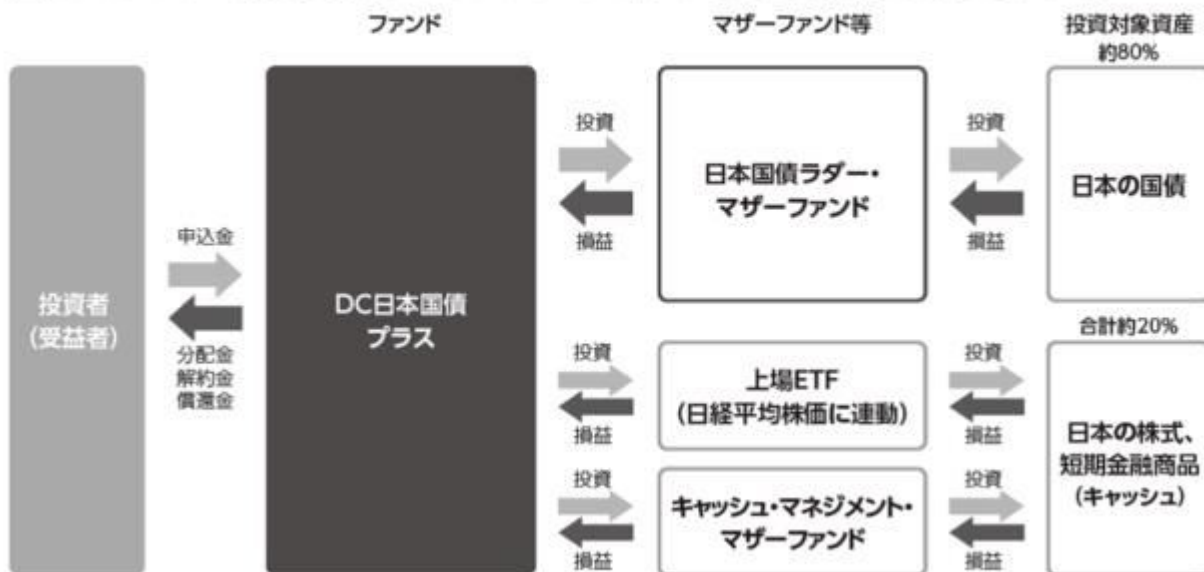 ファンド
マザーファンド等
投資対象資産
約80%
投資者
(受益者)
申込金
分配金
解約金
償還金
DC日本国債
プラス
投資
損益
日本国債ラダー・
マザーファンド
投資
損益
日本の国債
投資
損益
上場ETF
(日経平均株価に連動)
投資
損益
合計約20%
日本の株式、
短期金融商品
(キャッシュ)
投資
損益
キャッシュ・マネジメント・
マザーファンド
投資
損益